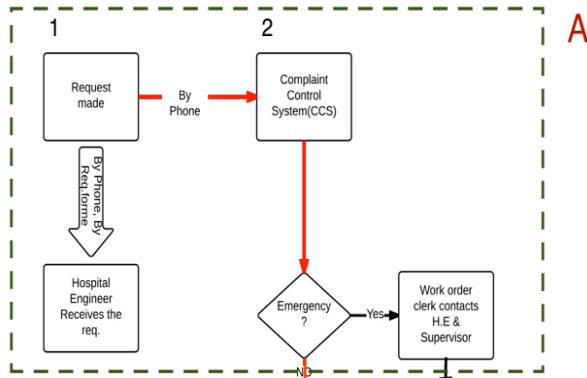 1
2
A
Request
made
By
Phone
Complaint
Control
System(CCS)
By Phone, By
Req.forme
Hospital
Engineer
Receives the
req.
Emergency
?
Yes
Work order
clerk contacts
H.E &
Supervisor
NO